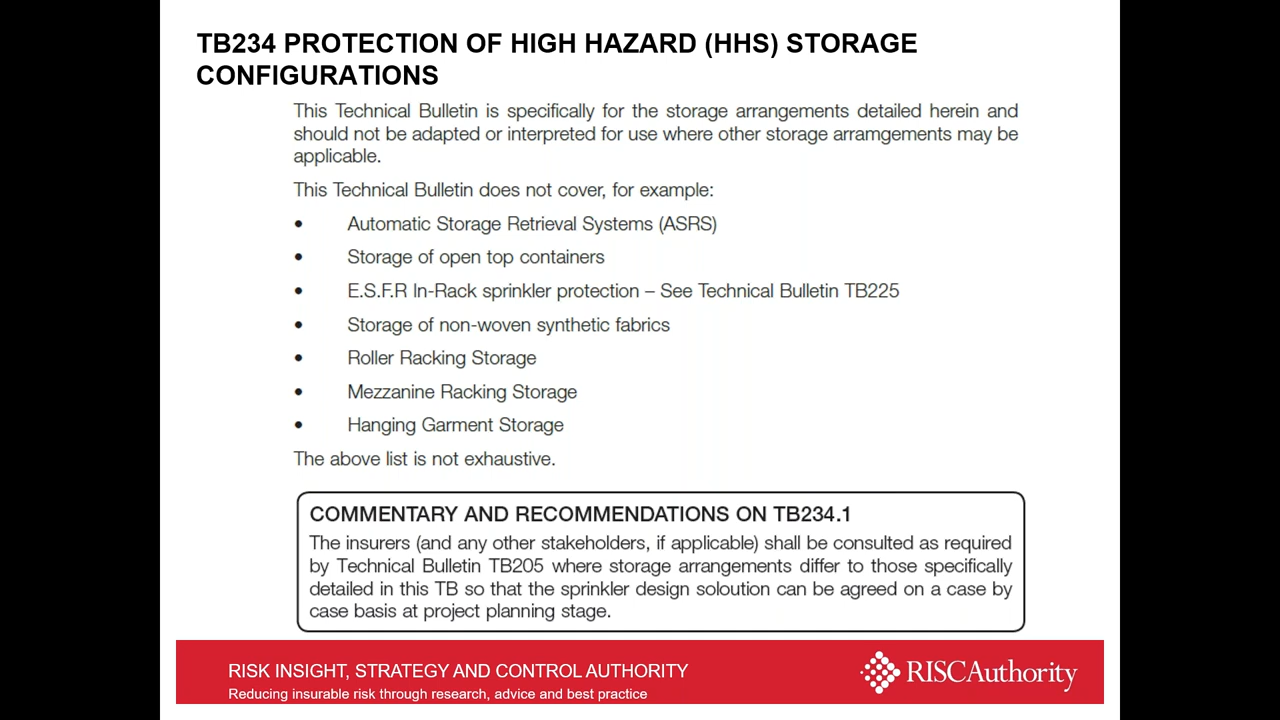 TB234 PROTECTION OF HIGH HAZARD (HHS) STORAGE
CONFIGURATIONS
This Technical Bulletin is specifically for the storage arrangements detailed herein and
should not be adapted or interpreted for use where other storage arramgements may be
applicable.
This Technical Bulletin does not cover, for example:
• Automatic Storage Retrieval Systems (ASRS)
• Storage of open top containers
• E.S.F.R In-Rack sprinkler protection – See Technical Bulletin TB225
• Storage of non-woven synthetic fabrics
• Roller Racking Storage
• Mezzanine Racking Storage
• Hanging Garment Storage
The above list is not exhaustive.
COMMENTARY AND RECOMMENDATIONS ON TB234.1
The insurers (and any other stakeholders, if applicable) shall be consulted as required
by Technical Bulletin TB205 where storage arrangements differ to those specifically
detailed in this TB so that the sprinkler design soloution can be agreed on a case by
case basis at project planning stage.
RISK INSIGHT, STRATEGY AND CONTROL AUTHORITY
Reducing insurable risk through research, advice and best practice
RISCAuthority